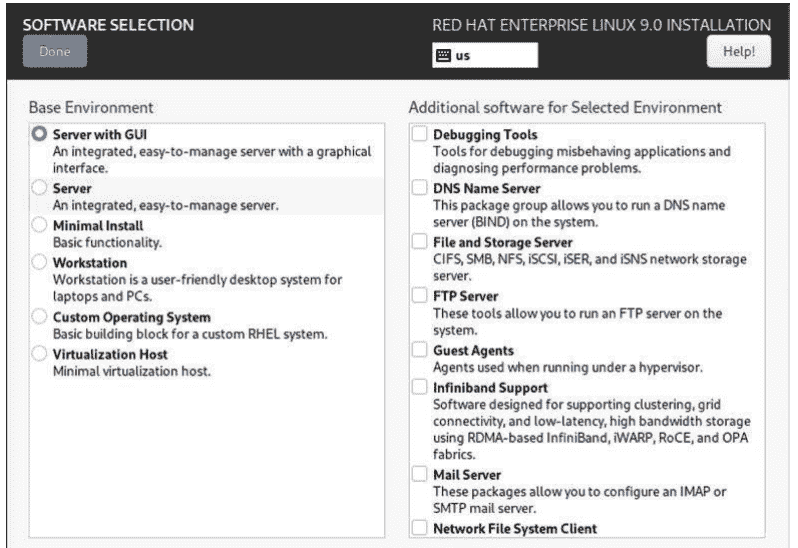 SOFTWARE SELECTION
RED HAT ENTERPRISE LINUX 9.0 INSTALLATION
Done
us
Help!
Base Environment
Server with GUI
An integrated, easy-to-manage server with a graphical
interface.
Server
An integrated, easy-to-manage server.
Minimal Install
Basic functionality.
Workstation
Workstation is a user-friendly desktop system for
laptops and PCs.
Custom Operating System
Basic building block for a custom RHEL system.
Virtualization Host
Minimal virtualization host.
Additional software for Selected Environment
Debugging Tools
Tools for debugging misbehaving applications and
diagnosing performance problems.
DNS Name Server
This package group allows you to run a DNS name
server (BIND) on the system.
File and Storage Server
CIFS, SMB, NFS, iSCSI, iSER, and iSNS network storage
server.
FTP Server
These tools allow you to run an FTP server on the
system.
Guest Agents
Agents used when running under a hypervisor.
Infiniband Support
Software designed for supporting clustering, grid
connectivity, and low-latency, high bandwidth storage
using RDMA-based InfiniBand, iWARP, RoCE, and OPA
fabrics.
Mail Server
These packages allow you to configure an IMAP or
SMTP mail server.
Network File System Client